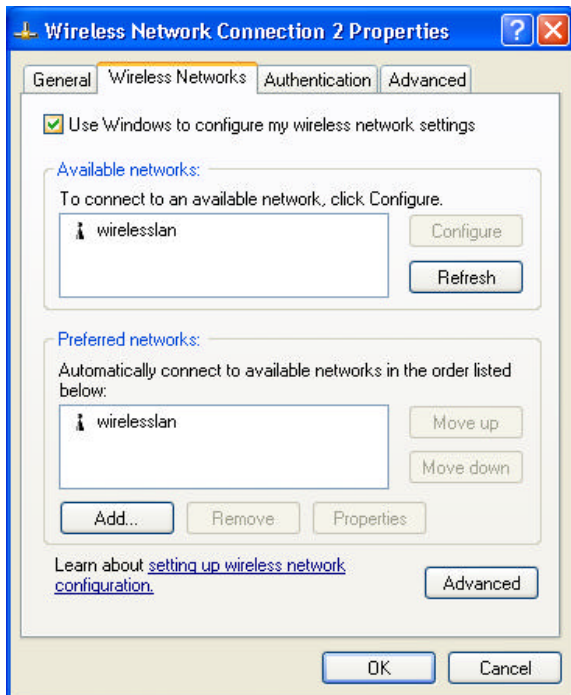 Wireless Network Connection 2 Properties
General Wireless Networks Authentication Advanced
Use Windows to configure my wireless network settings
Available networks:
To connect to an available network, click Configure.
wirelesslan
Configure
Refresh
Preferred networks:
Automatically connect to available networks in the order listed
below:
wirelesslan
Move up
Move down
Add... Remove Properties
Learn about setting up wireless network
configuration.
Advanced
OK Cancel